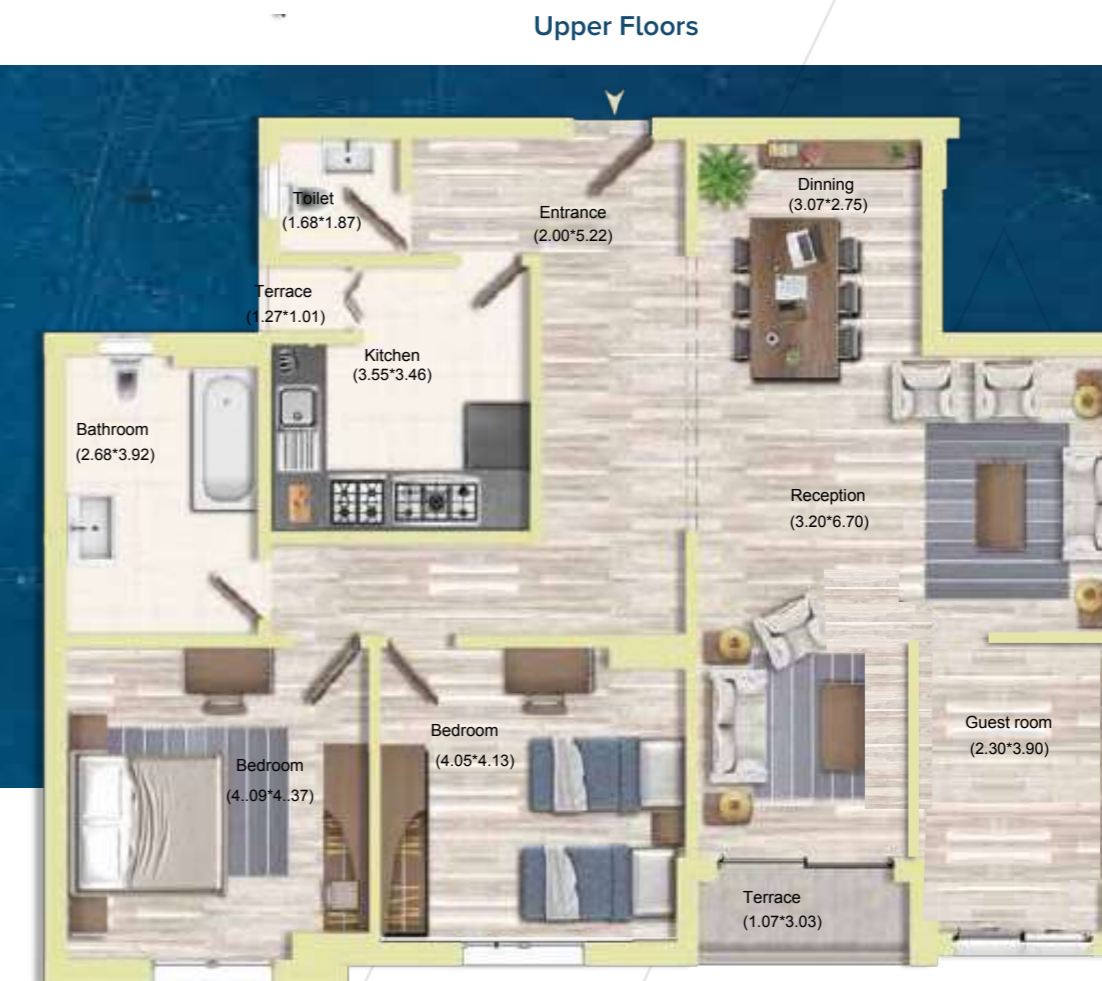 Upper Floors
Toilet
(1.68*1.87)
Entrance
(2.00*5.22)
Dinning
(3.07*2.75)
Terrace
(1.27*1.01)
Kitchen
(3.55*3.46)
Bathroom
(2.68*3.92)
Reception
(3.20*6.70)
Bedroom
(4..09*4..37)
Bedroom
(4.05*4.13)
Guest room
(2.30*3.90)
Terrace
(1.07*3.03)